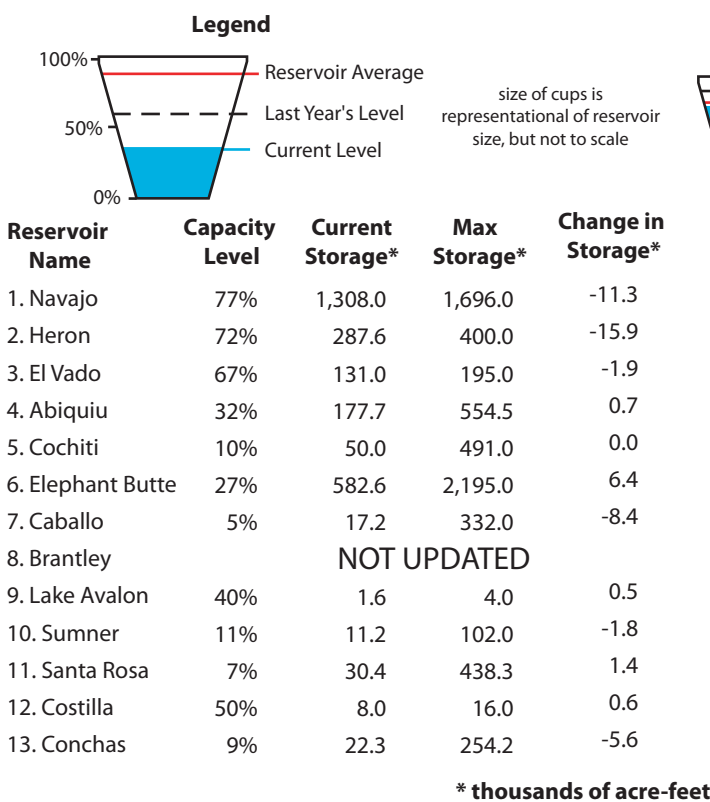 Legend
100%
Reservoir Average
Last Year's Level
50%
Current Level
0%
size of cups is
representational of reservoir
size, but not to scale
Reservoir Name Capacity Level Current Storage* Max Storage* Change in Storage*
1. Navajo 77% 1,308.0 1,696.0 -11.3
2. Heron 72% 287.6 400.0 -15.9
3. El Vado 67% 131.0 195.0 -1.9
4. Abiquiu 32% 177.7 554.5 0.7
5. Cochiti 10% 50.0 491.0 0.0
6. Elephant Butte 27% 582.6 2,195.0 6.4
7. Caballo 5% 17.2 332.0 -8.4
8. Brantley NOT UPDATED
9. Lake Avalon 40% 1.6 4.0 0.5
10. Sumner 11% 11.2 102.0 -1.8
11. Santa Rosa 7% 30.4 438.3 1.4
12. Costilla 50% 8.0 16.0 0.6
13. Conchas 9% 22.3 254.2 -5.6
* thousands of acre-feet